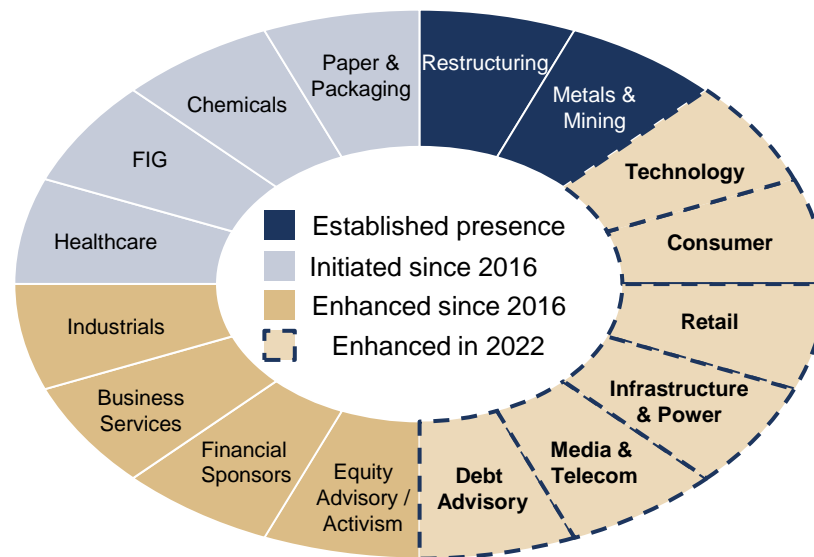 Paper &
Packaging
Restructuring
Metals &
Mining
Technology
Consumer
Retail
Infrastructure
& Power
Media &
Telecom
Debt
Advisory
Equity
Advisory /
Activism
Financial
Sponsors
Business
Services
Industrials
Healthcare
FIG
Chemicals
Established presence
Initiated since 2016
Enhanced since 2016
Enhanced in 2022